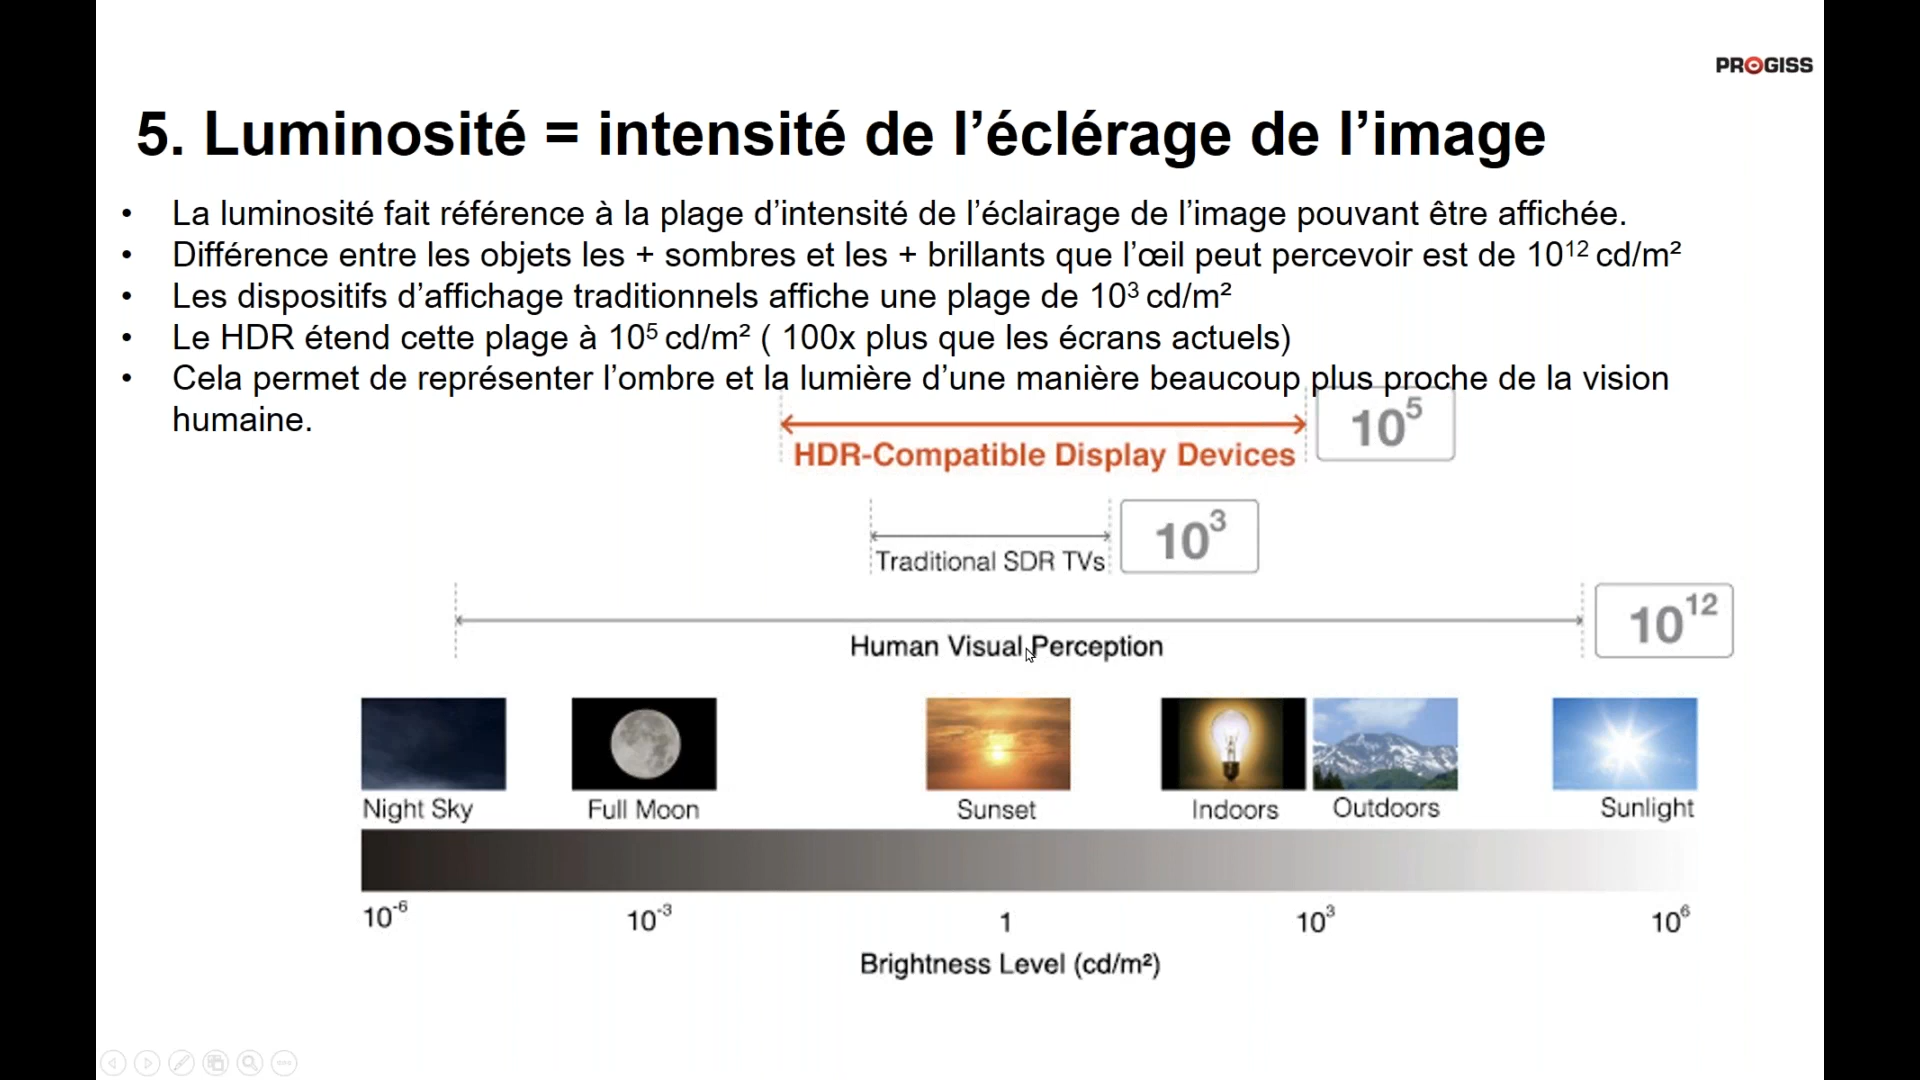 PROGISS
5. Luminosité = intensité de l’éclérage de l’image
• La luminosité fait référence à la plage d’intensité de l’éclairage de l’image pouvant être affichée.
• Différence entre les objets les + sombres et les + brillants que l’œil peut percevoir est de 10¹² cd/m²
• Les dispositifs d’affichage traditionnels affiche une plage de 10³ cd/m²
• Le HDR étend cette plage à 10⁵ cd/m² ( 100x plus que les écrans actuels)
• Cela permet de représenter l’ombre et la lumière d’une manière beaucoup plus proche de la vision
humaine.
10⁵
HDR-Compatible Display Devices
10³
Traditional SDR TVs
10¹²
Human Visual Perception
Night Sky Full Moon Sunset Indoors Outdoors Sunlight
10⁻⁶ 10⁻³ 1 10³ 10⁶
Brightness Level (cd/m²)